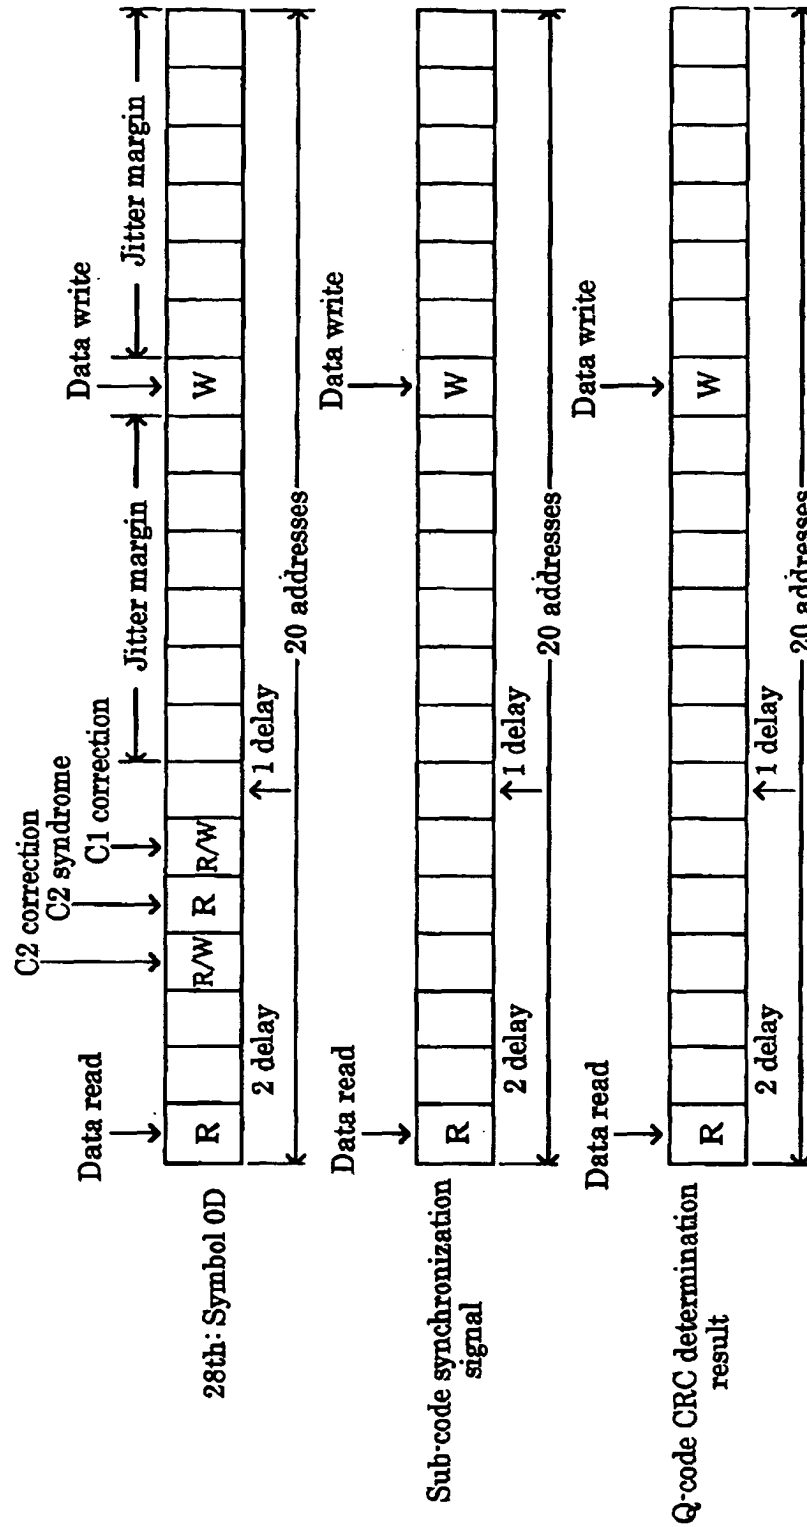 C2 correction
C2 syndrome
C1 correction
Data read
Data write
Jitter margin
Jitter margin
28th: Symbol 0D
R
R/W
R
R/W
W
2 delay
1 delay
20 addresses
Data read
Data write
Sub-code synchronization
signal
R
W
2 delay
1 delay
20 addresses
Data read
Data write
Q-code CRC determination
result
R
W
2 delay
1 delay
20 addresses